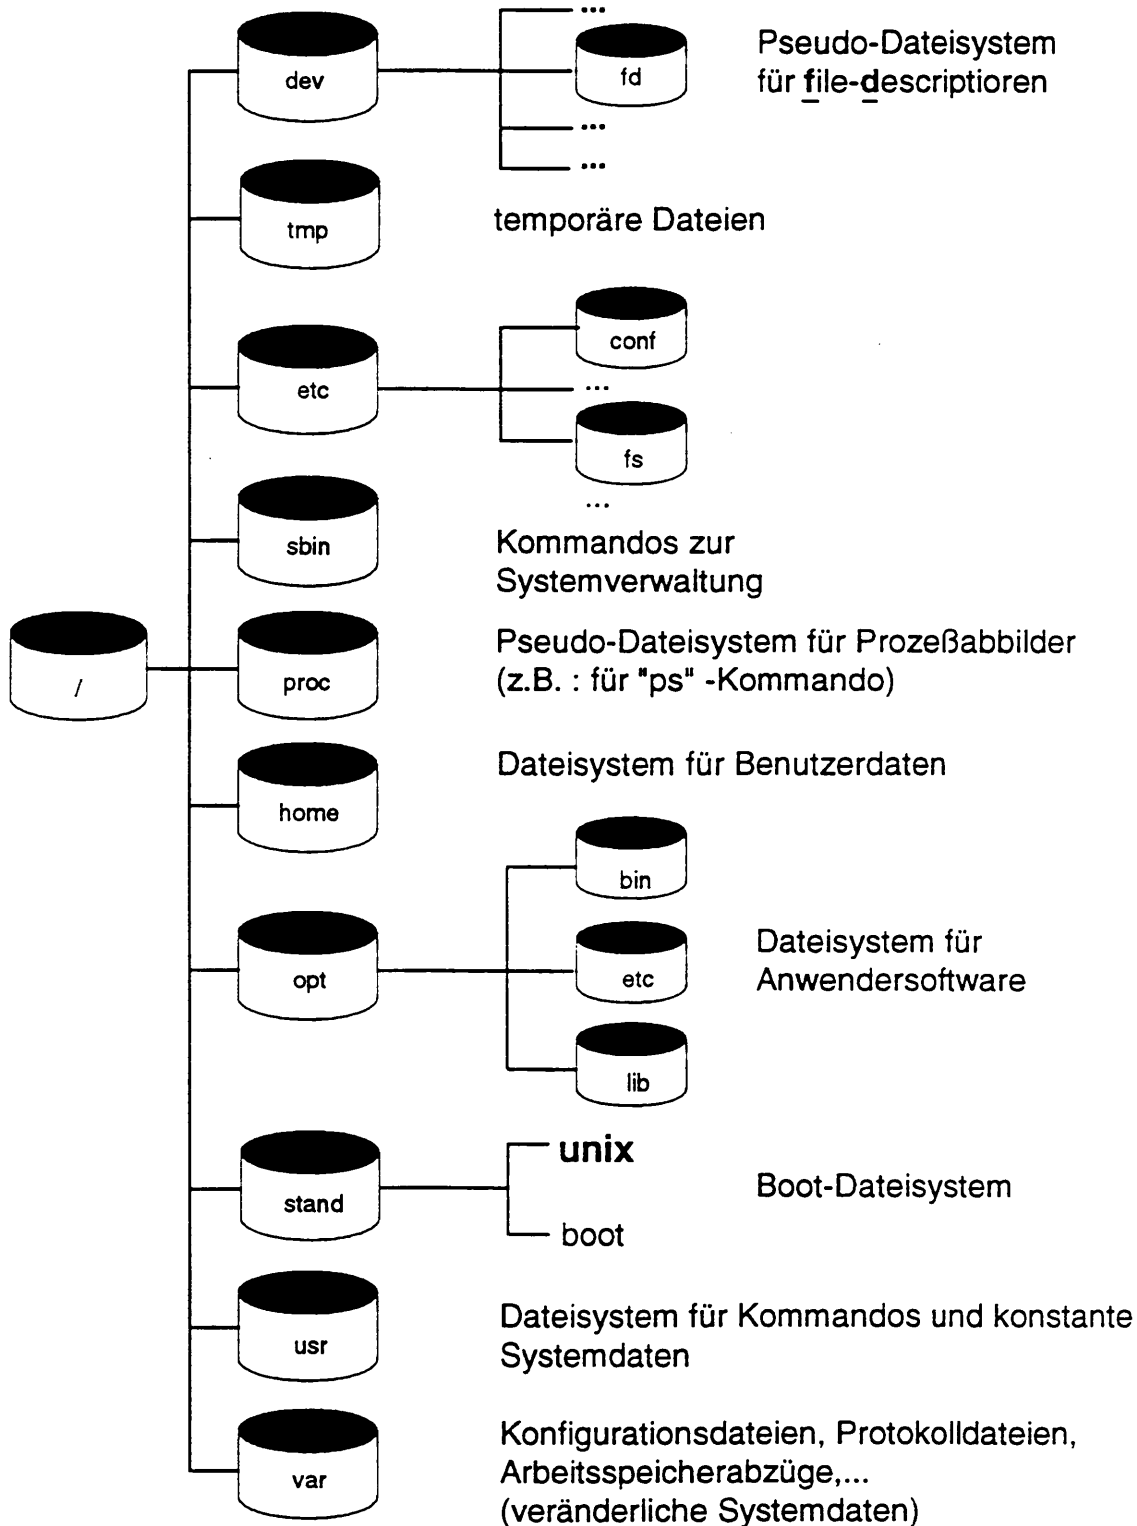 ...
dev
fd
Pseudo-Dateisystem
für file-descriptioren
...
...
tmp
temporäre Dateien
conf
etc
...
fs
...
sbin
Kommandos zur
Systemverwaltung
/
proc
Pseudo-Dateisystem für Prozeßabbilder
(z.B. : für "ps" -Kommando)
home
Dateisystem für Benutzerdaten
bin
opt
etc
Dateisystem für
Anwendersoftware
lib
unix
stand
Boot-Dateisystem
boot
usr
Dateisystem für Kommandos und konstante
Systemdaten
var
Konfigurationsdateien, Protokolldateien,
Arbeitsspeicherabzüge,...
(veränderliche Systemdaten)